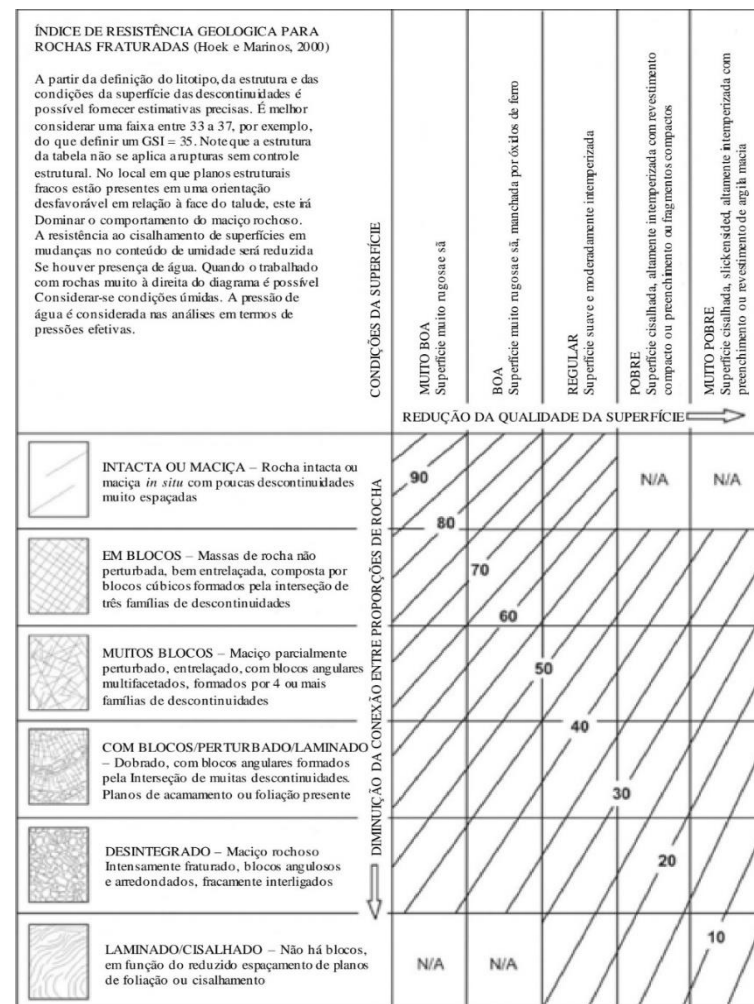 ÍNDICE DE RESISTÊNCIA GEOLOGICA PARA
ROCHAS FRATURADAS (Hoek e Marinos, 2000)
A partir da definição do litotipo, da estrutura e das
condições da superfície das descontinuidades é
possível fornecer estimativas precisas. É melhor
considerar uma faixa entre 33 a 37, por exemplo,
do que definir um GSI = 35. Note que a estrutura
da tabela não se aplica a rupturas sem controle
estrutural. No local em que planos estruturais
fracos estão presentes em uma orientação
desfavorável em relação à face do talude, este irá
Dominar o comportamento do maciço rochoso.
A resistência ao cisalhamento de superfícies em
mudanças no conteúdo de umidade será reduzida
Se houver presença de água. Quando o trabalhado
com rochas muito à direita do diagrama é possível
Considerar-se condições úmidas. A pressão de
água é considerada nas análises em termos de
pressões efetivas.
CONDIÇÕES DA SUPERFÍCIE
MUITO BOA
Superfície muito rugosa e sã
BOA
Superfície muito rugosa e sã, manchada por óxidos de ferro
REGULAR
Superfície suave e moderadamente intemperizada
POBRE
Superfície cisalhada, altamente intemperizada com revestimento
compacto ou preenchimento ou fragmentos compactos
MUITO POBRE
Superfície cisalhada, slickensided, altamente intemperizada com
preenchimento ou revestimento de argila macia
REDUÇÃO DA QUALIDADE DA SUPERFÍCIE
DIMINUIÇÃO DA CONEXÃO ENTRE PROPORÇÕES DE ROCHA
INTACTA OU MACIÇA – Rocha intacta ou
maciça in situ com poucas descontinuidades
muito espaçadas
90
80
N/A
N/A
EM BLOCOS – Massas de rocha não
perturbada, bem entrelaçada, composta por
blocos cúbicos formados pela interseção de
três famílias de descontinuidades
70
60
MUITOS BLOCOS – Maciço parcialmente
perturbado, entrelaçado, com blocos angulares
multifacetados, formados por 4 ou mais
famílias de descontinuidades
50
COM BLOCOS/PERTURBADO/LAMINADO
– Dobrado, com blocos angulares formados
pela Interseção de muitas descontinuidades.
Planos de acamamento ou foliação presente
40
30
DESINTEGRADO – Maciço rochoso
Intensamente fraturado, blocos angulosos
e arredondados, fracamente interligados
20
LAMINADO/CISALHADO – Não há blocos,
em função do reduzido espaçamento de planos
de foliação ou cisalhamento
N/A
N/A
10